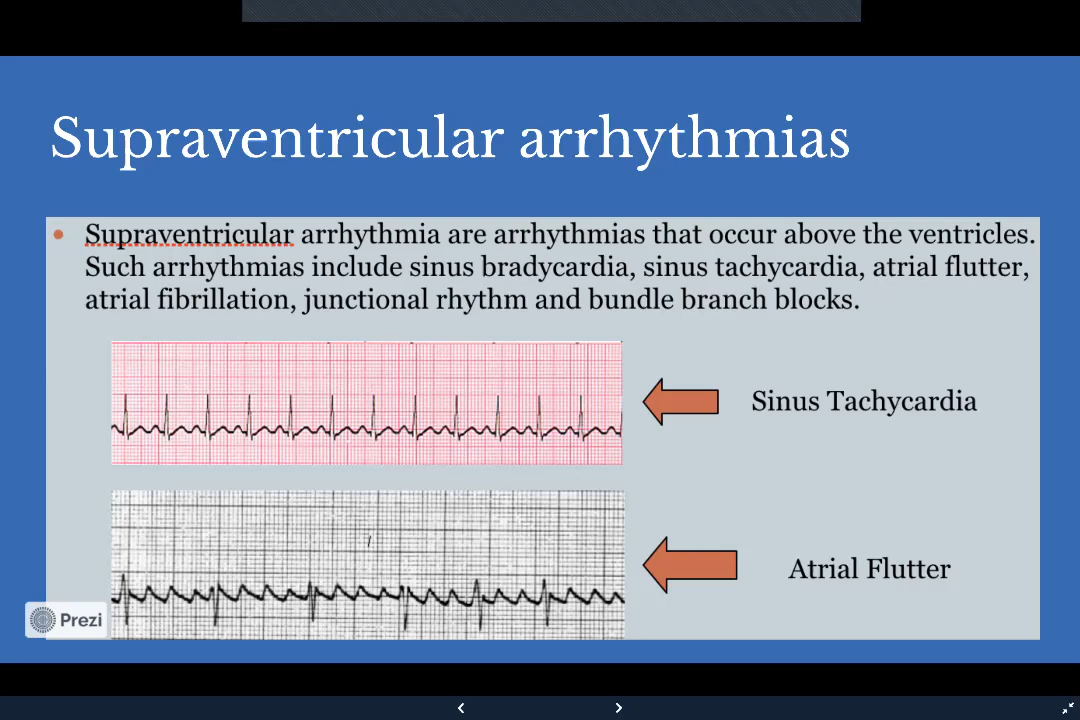 Supraventricular arrhythmias
Supraventricular arrhythmia are arrhythmias that occur above the ventricles.
Such arrhythmias include sinus bradycardia, sinus tachycardia, atrial flutter,
atrial fibrillation, junctional rhythm and bundle branch blocks.
Sinus Tachycardia
Atrial Flutter
Prezi